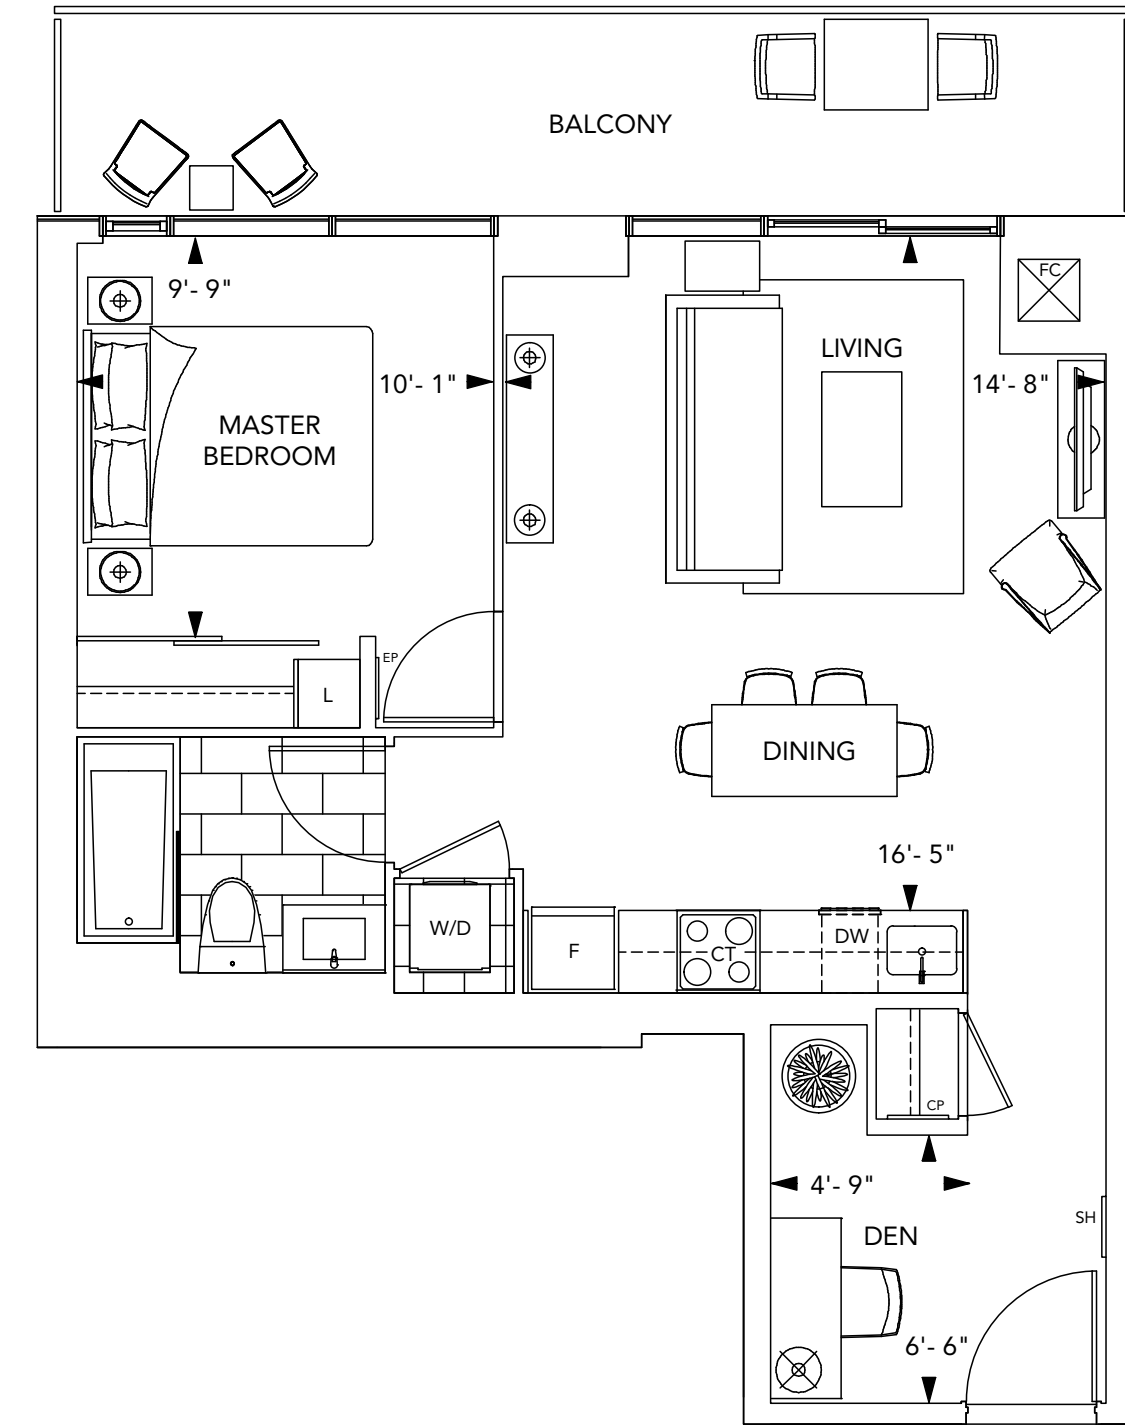 BALCONY
FC
9'- 9"
LIVING
10'- 1"
14'- 8"
MASTER
BEDROOM
EP
L
DINING
16'- 5"
W/D
F
CT
DW
CP
4'- 9"
SH
DEN
6'- 6"